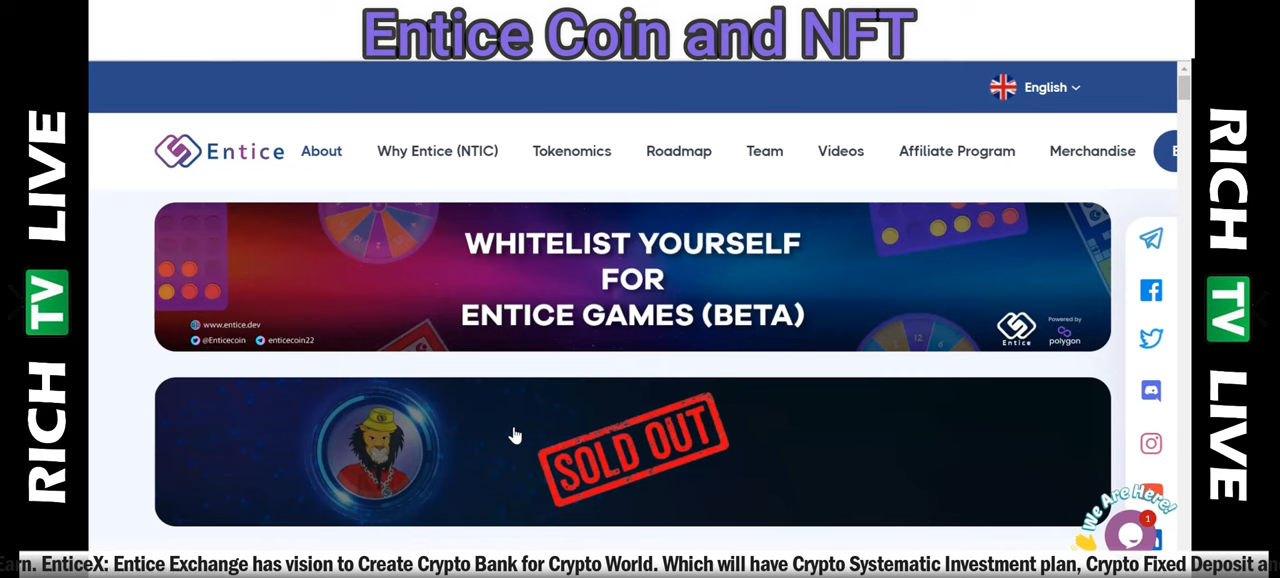 Entice Coin and NFT
English
Entice
About
Why Entice (NTIC)
Tokenomics
Roadmap
Team
Videos
Affiliate Program
Merchandise
WHITELIST YOURSELF
FOR
ENTICE GAMES (BETA)
www.entice.dev
@Enticecoin
enticecoin22
Entice
Powered by
polygon
SOLD OUT
We Are Here!
1
RICH TV LIVE
RICH TV LIVE
Earn. EnticeX: Entice Exchange has vision to Create Crypto Bank for Crypto World. Which will have Crypto Systematic Investment plan, Crypto Fixed Deposit